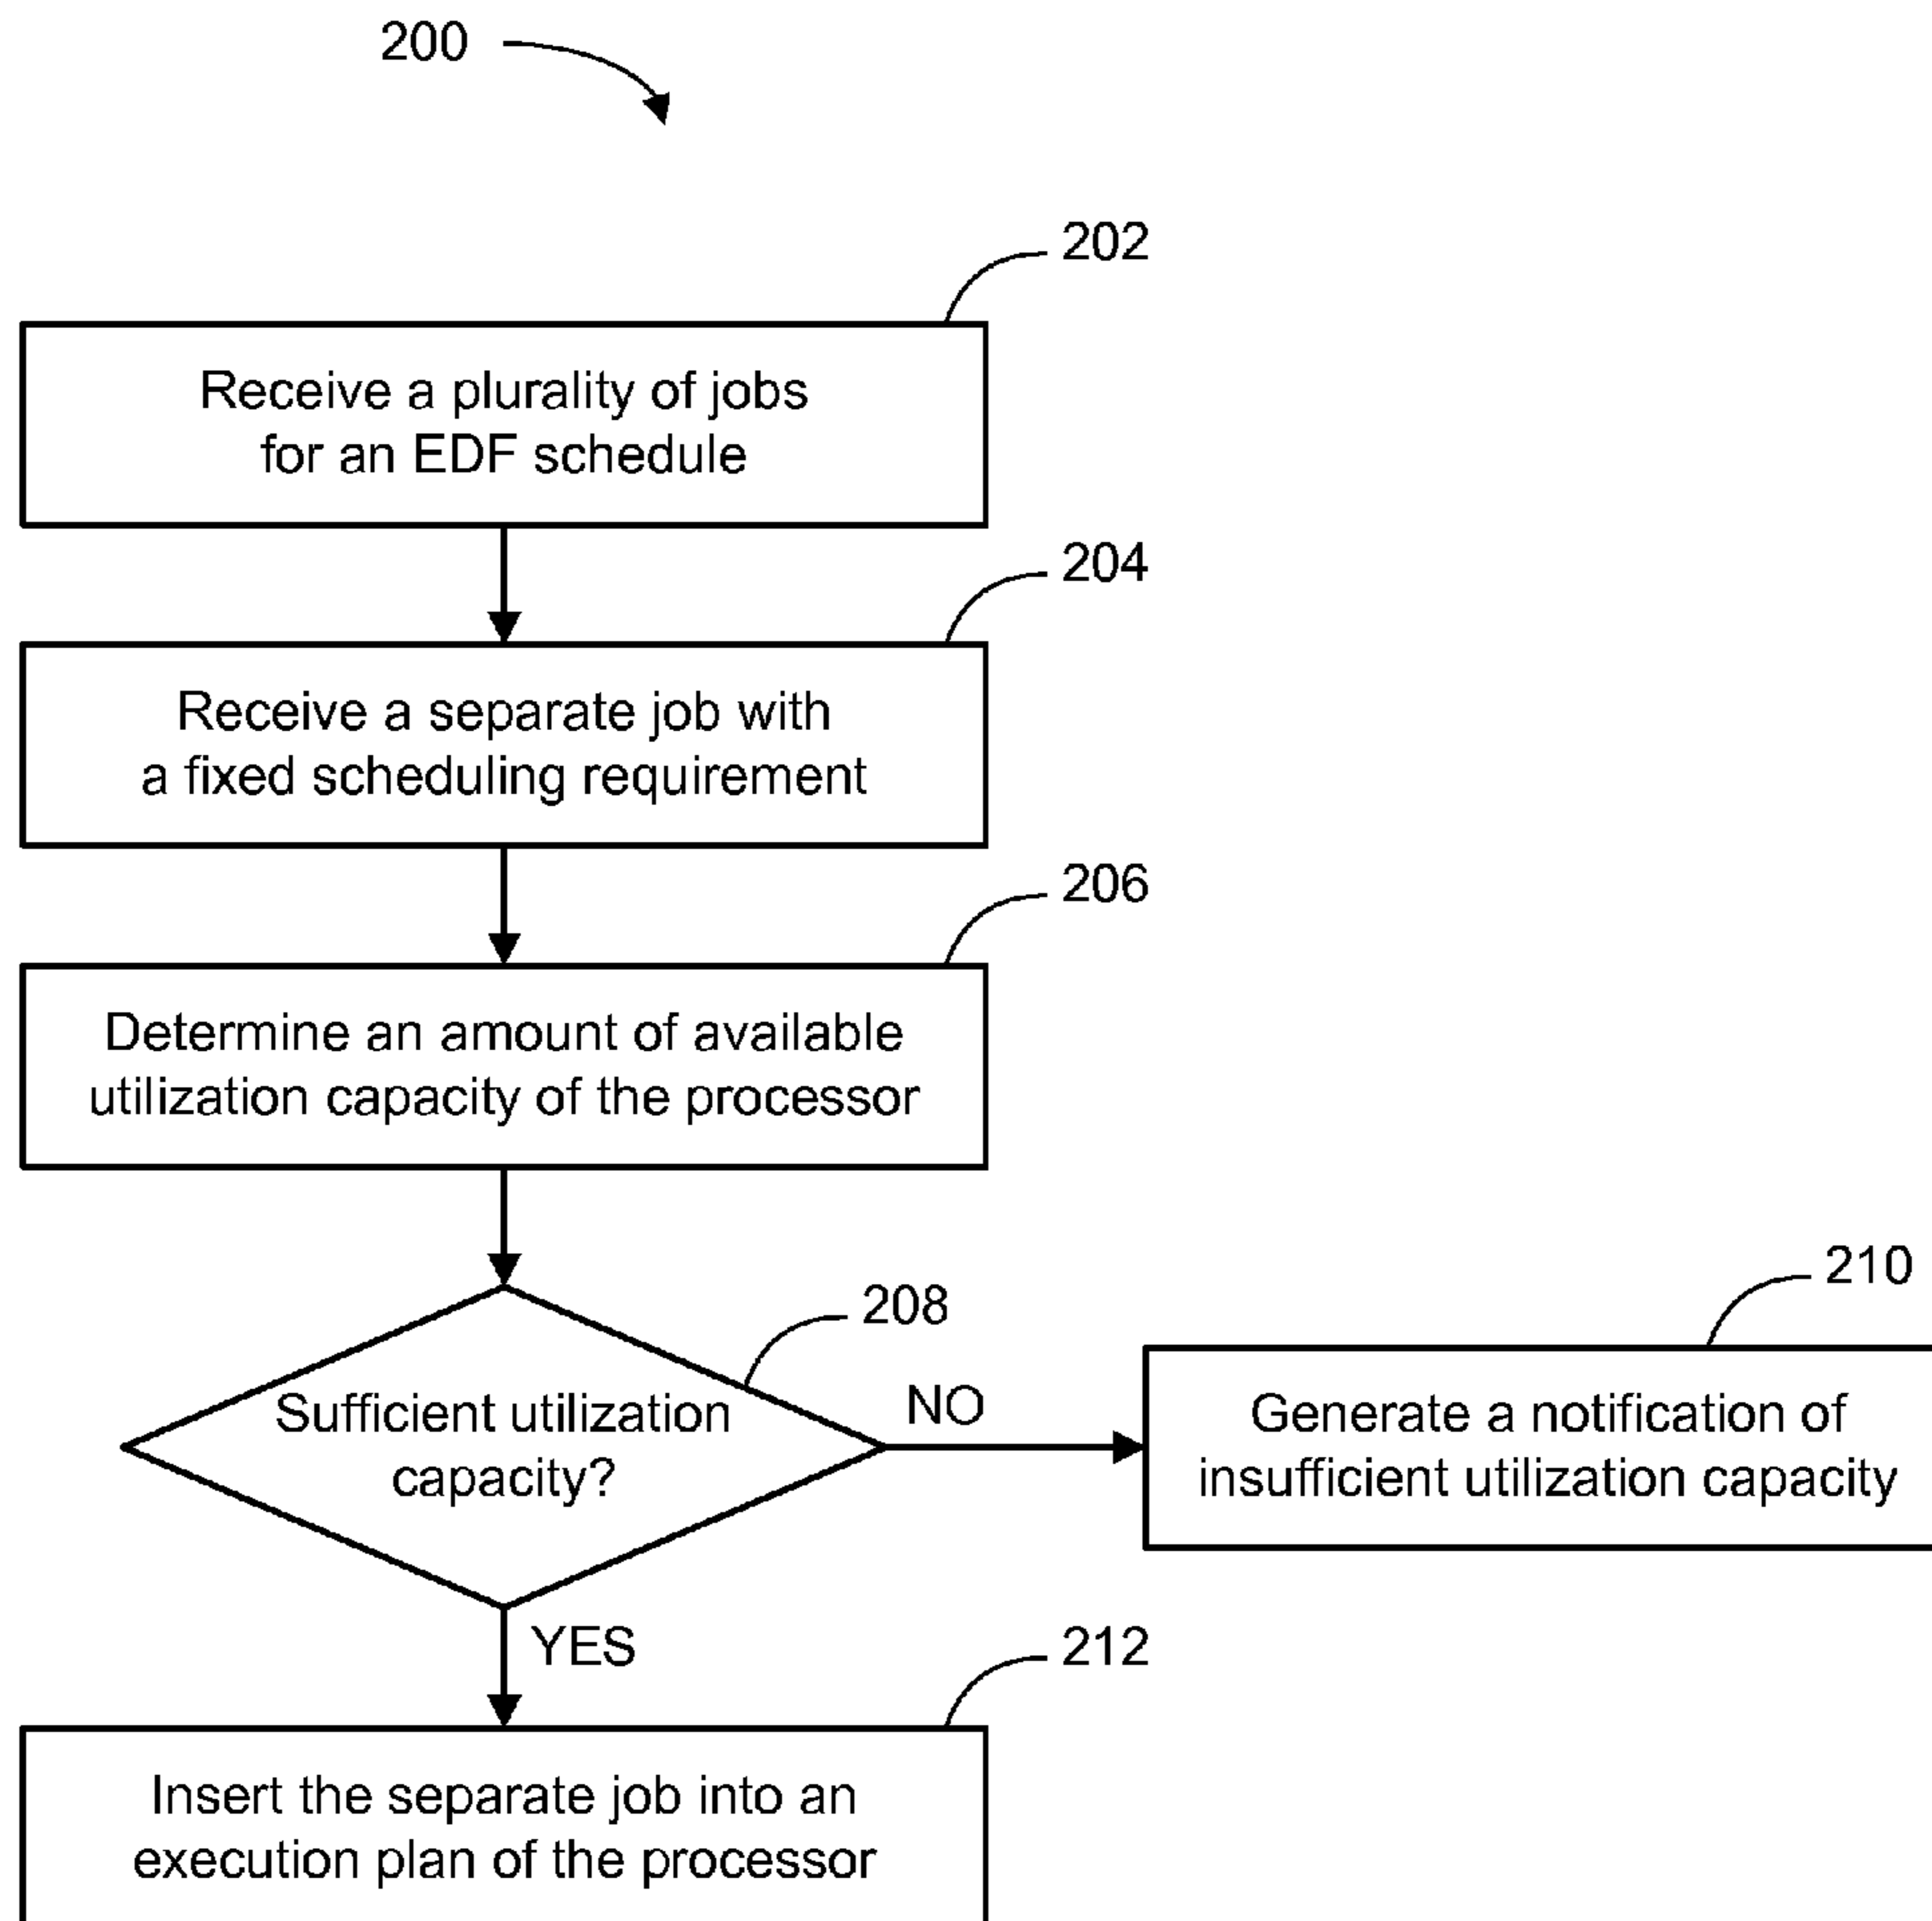 200
202
Receive a plurality of jobs
for an EDF schedule
204
Receive a separate job with
a fixed scheduling requirement
206
Determine an amount of available
utilization capacity of the processor
208
Sufficient utilization
capacity?
NO
210
Generate a notification of
insufficient utilization capacity
YES
212
Insert the separate job into an
execution plan of the processor